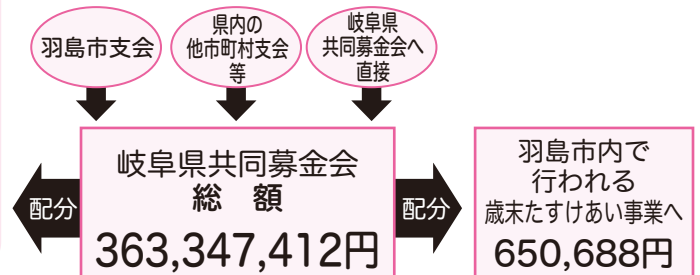 羽島市支会
県内の
他市町村支会
等
岐阜県
共同募金会へ
直接
配分
岐阜県共同募金会
総　額
363,347,412円
配分
羽島市内で
行われる
歳末たすけあい事業へ
650,688円